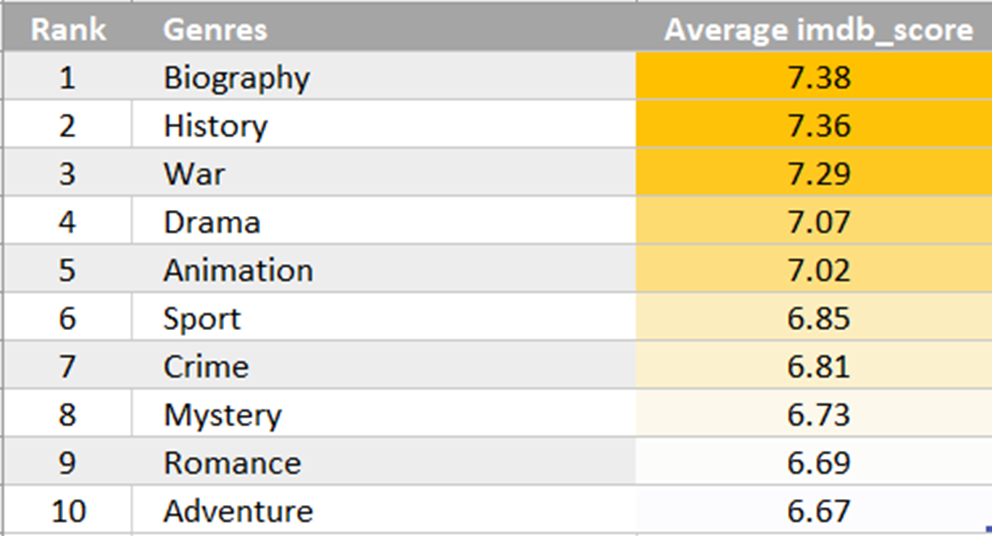 Rank Genres Average imdb_score
1 Biography 7.38
2 History 7.36
3 War 7.29
4 Drama 7.07
5 Animation 7.02
6 Sport 6.85
7 Crime 6.81
8 Mystery 6.73
9 Romance 6.69
10 Adventure 6.67